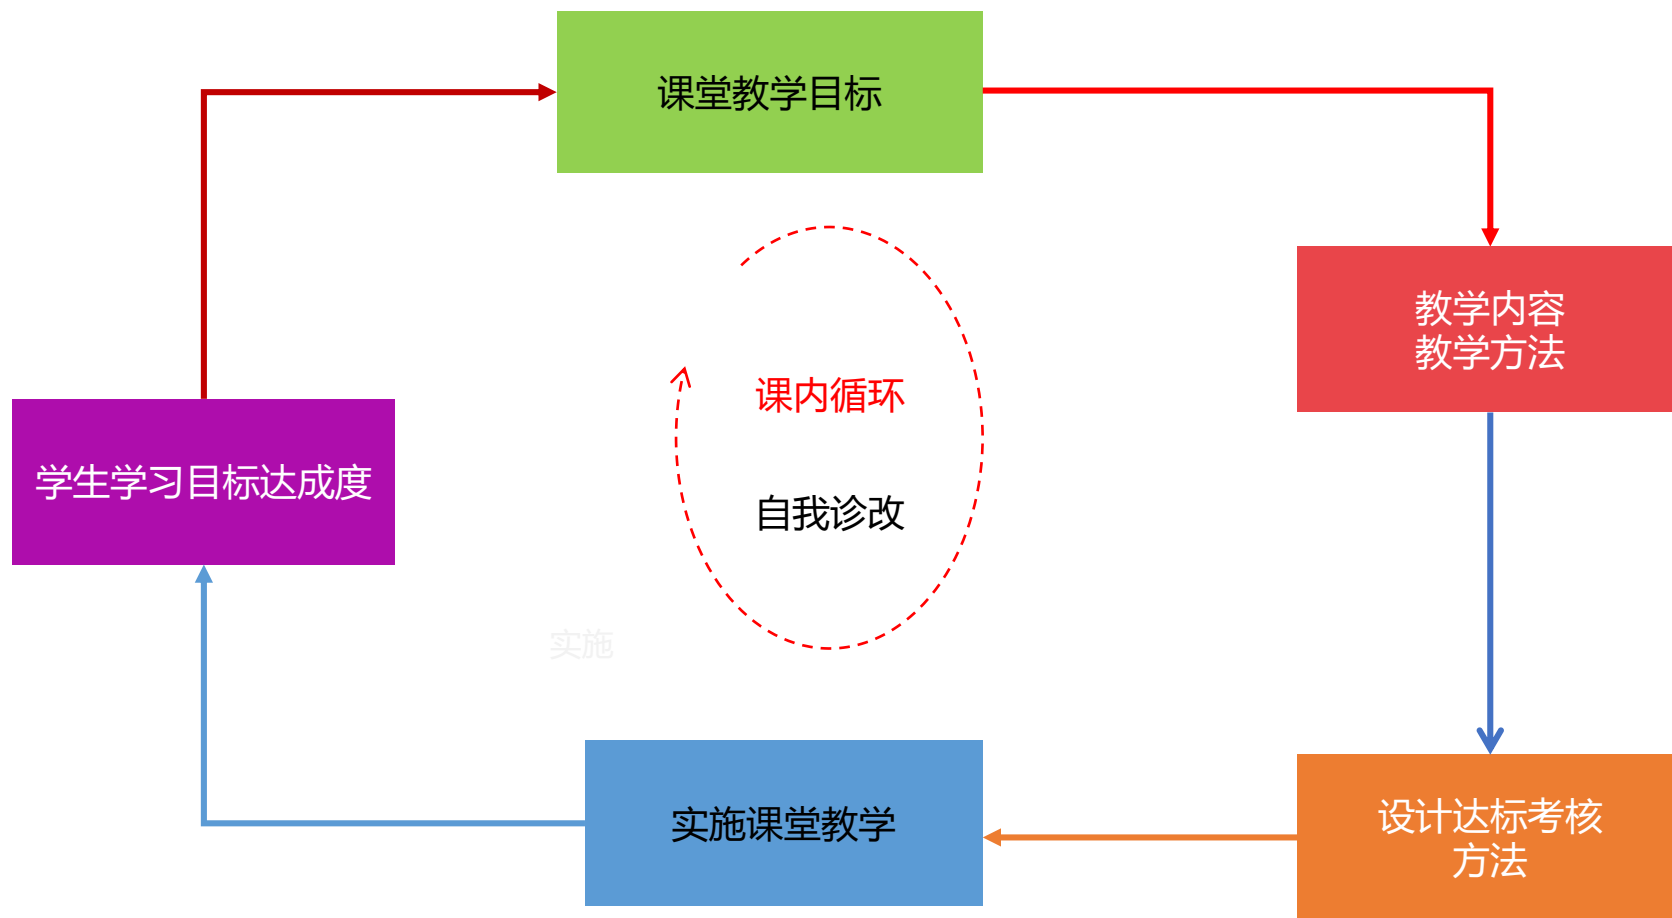 课堂教学目标
教学内容
教学方法
课内循环
学生学习目标达成度
自我诊改
实施
实施课堂教学
设计达标考核
方法